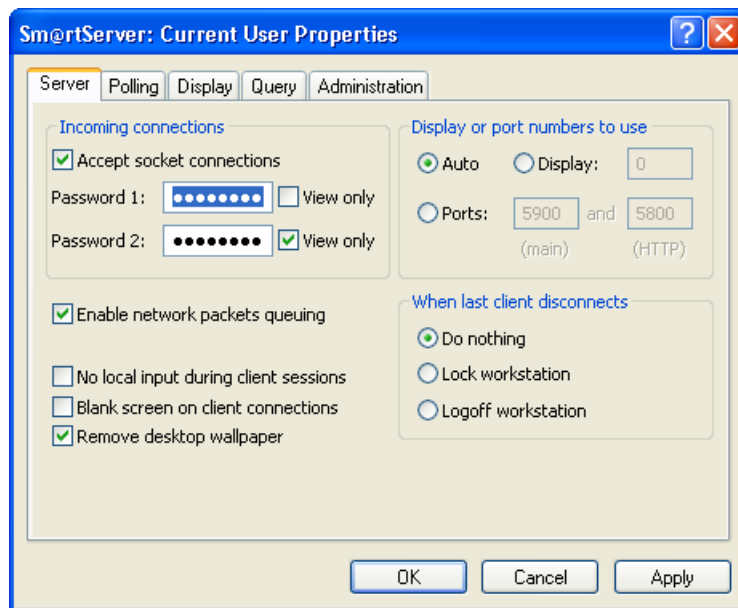 Sm@rtServer: Current User Properties
Server Polling Display Query Administration
Incoming connections
Accept socket connections
Password 1: ●●●●●●●● View only
Password 2: ●●●●●●●● View only
Enable network packets queuing
No local input during client sessions
Blank screen on client connections
Remove desktop wallpaper
Display or port numbers to use
Auto Display: 0
Ports: 5900 and 5800
(main) (HTTP)
When last client disconnects
Do nothing
Lock workstation
Logoff workstation
OK Cancel Apply